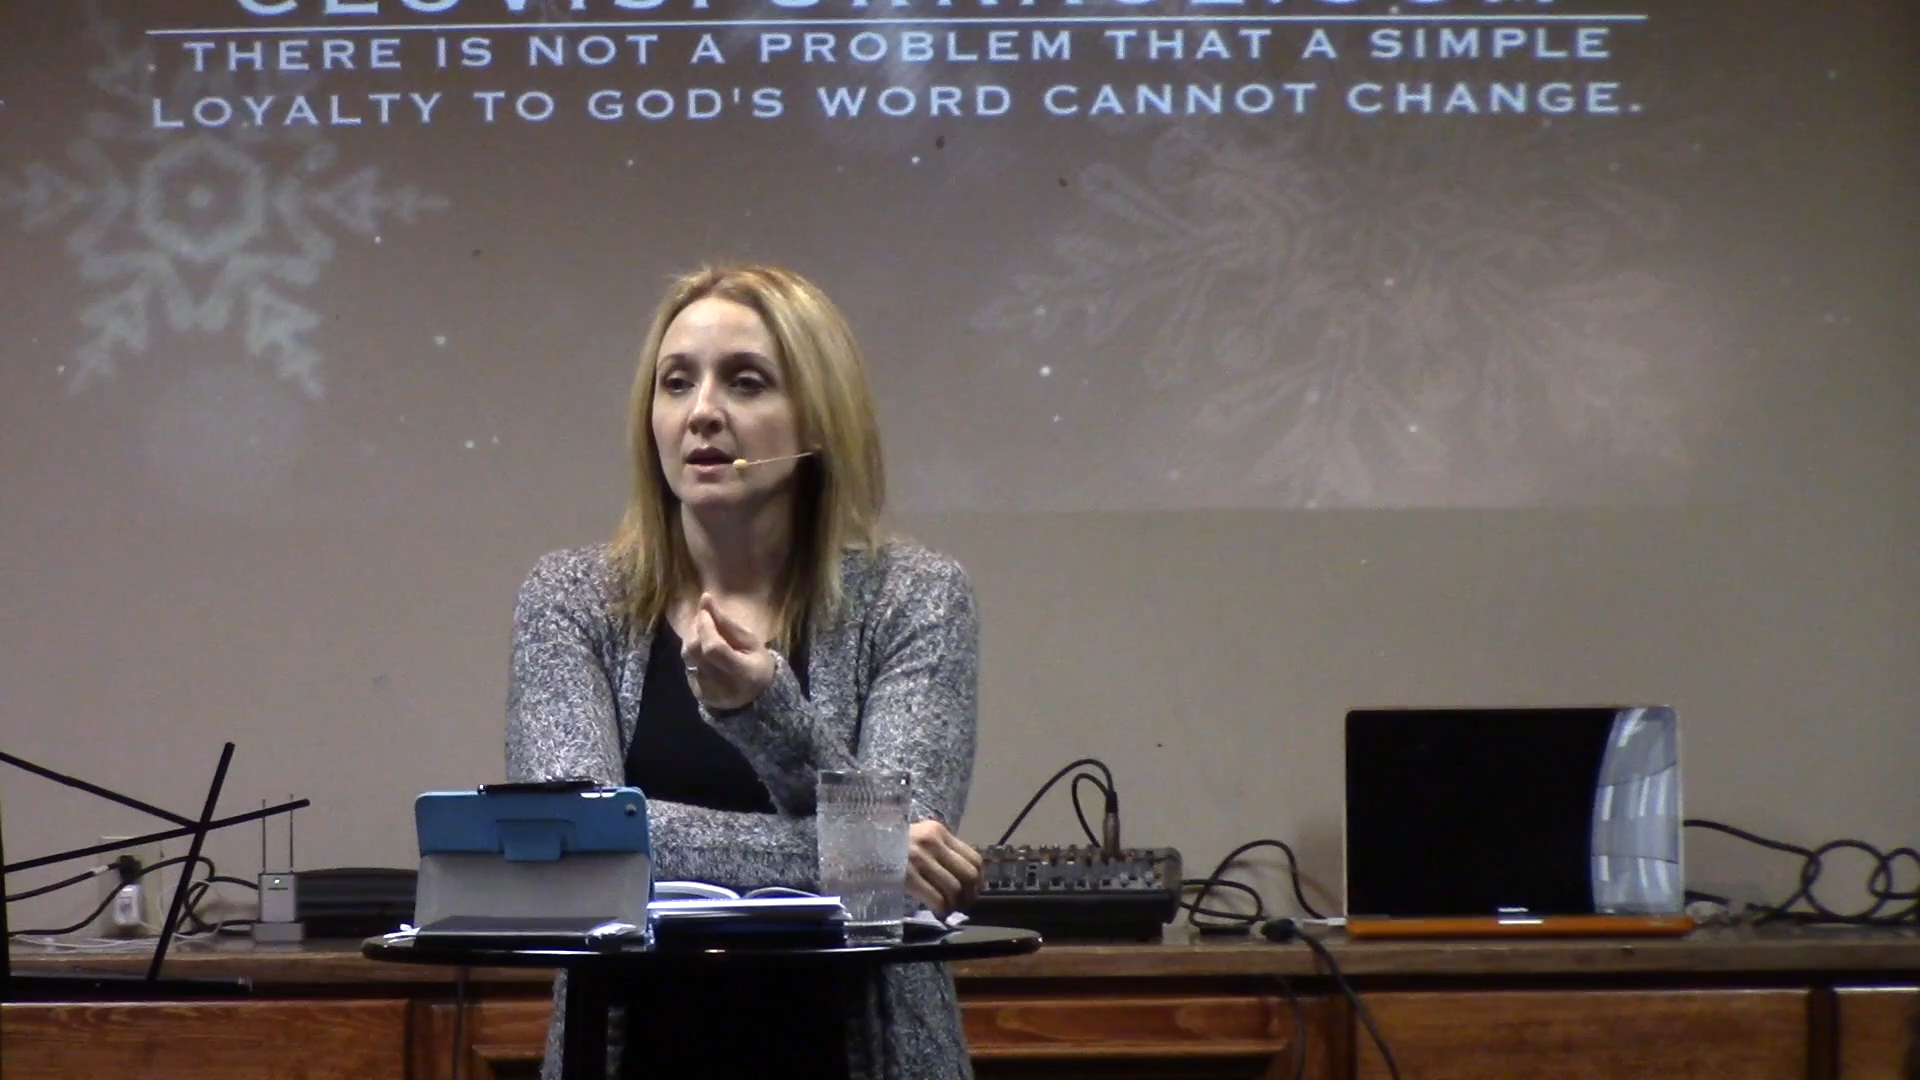 THERE IS NOT A PROBLEM THAT A SIMPLE
LOYALTY TO GOD'S WORD CANNOT CHANGE.